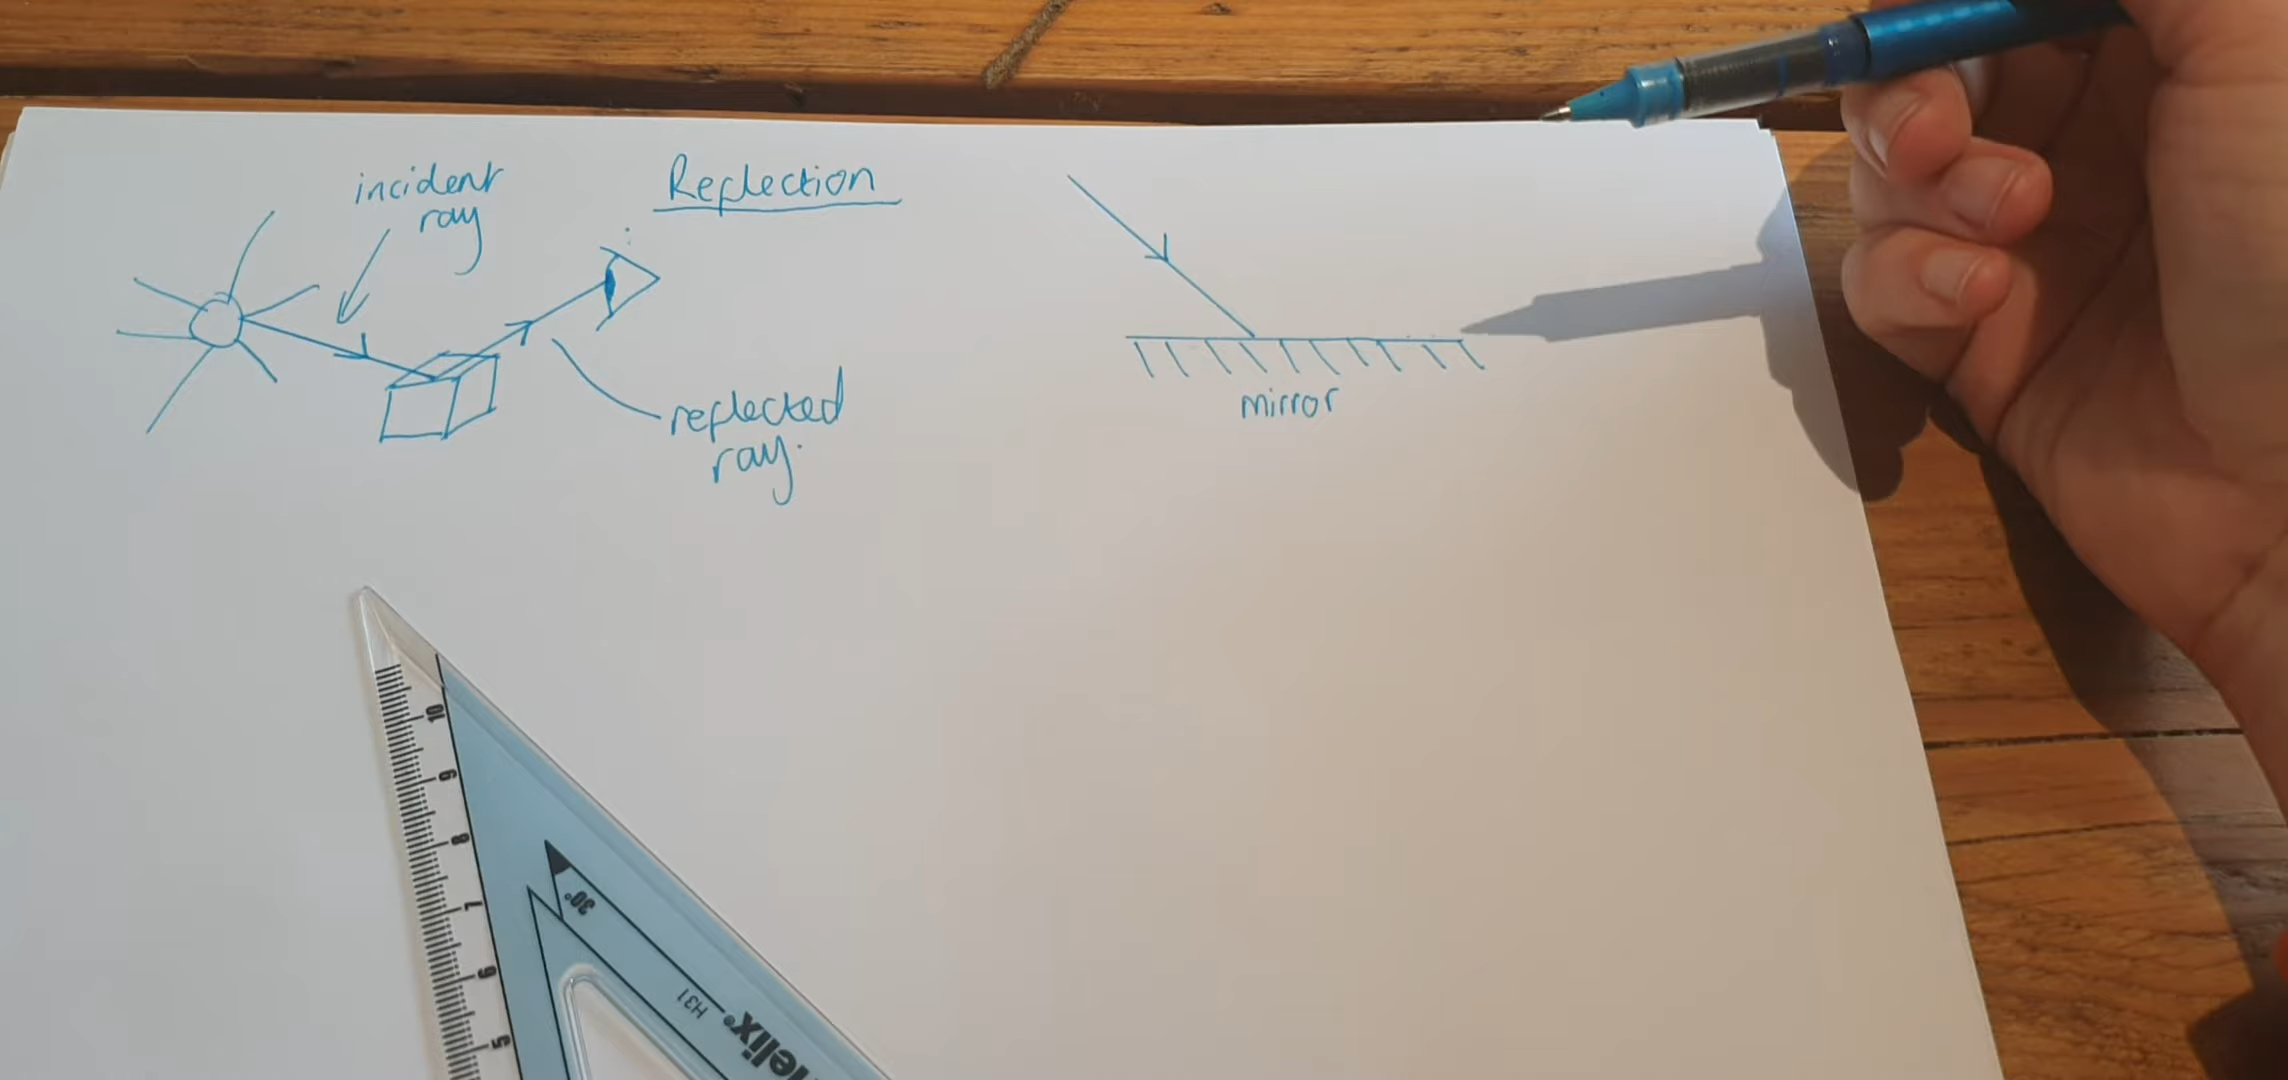 incident
ray
Reflection
reflected
ray.
mirror
10
9
8
7
6
5
30°
H31
Helix®